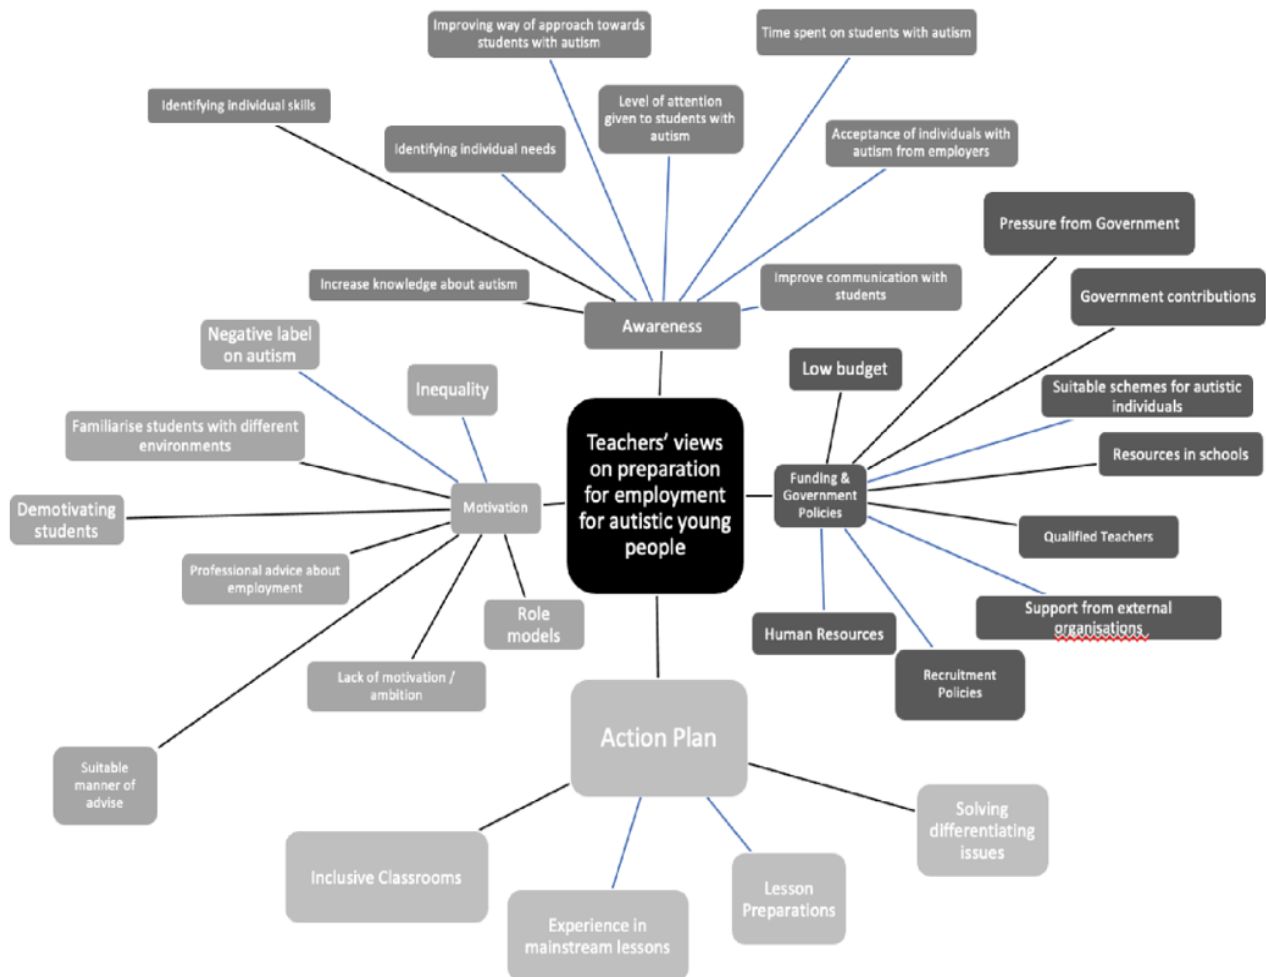 Improving way of approach towards
students with autism
Time spent on students with autism
Identifying individual skills
Level of attention
given to students with
autism
Identifying individual needs
Acceptance of individuals with
autism from employers
Pressure from Government
Increase knowledge about autism
Improve communication with
students
Government contributions
Awareness
Negative label
on autism
Inequality
Low budget
Suitable schemes for autistic
individuals
Familiarise students with different
environments
Teachers’ views
on preparation
for employment
for autistic young
people
Resources in schools
Funding &
Government
Policies
Motivation
Demotivating
students
Qualified Teachers
Professional advice about
employment
Role
models
Human Resources
Support from external
organisations
Lack of motivation /
ambition
Recruitment
Policies
Action Plan
Suitable
manner of
advise
Solving
differentiating
issues
Inclusive Classrooms
Lesson
Preparations
Experience in
mainstream lessons